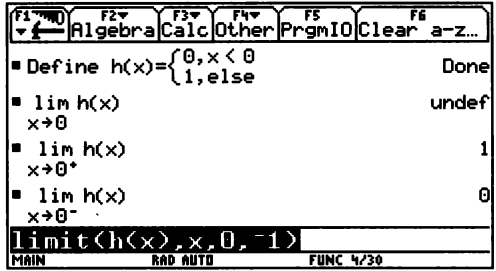 F1 F2 F3 F4 F5 F6
Algebra Calc Other PrgmIO Clear a-z…
▪Define h(x)={0,x<0
{1,else Done
▪ lim h(x) undef
x→0
▪ lim h(x) 1
x→0⁺
▪ lim h(x) 0
x→0⁻
limit(h(x),x,0,⁻1)
MAIN RAD AUTO FUNC 4/30